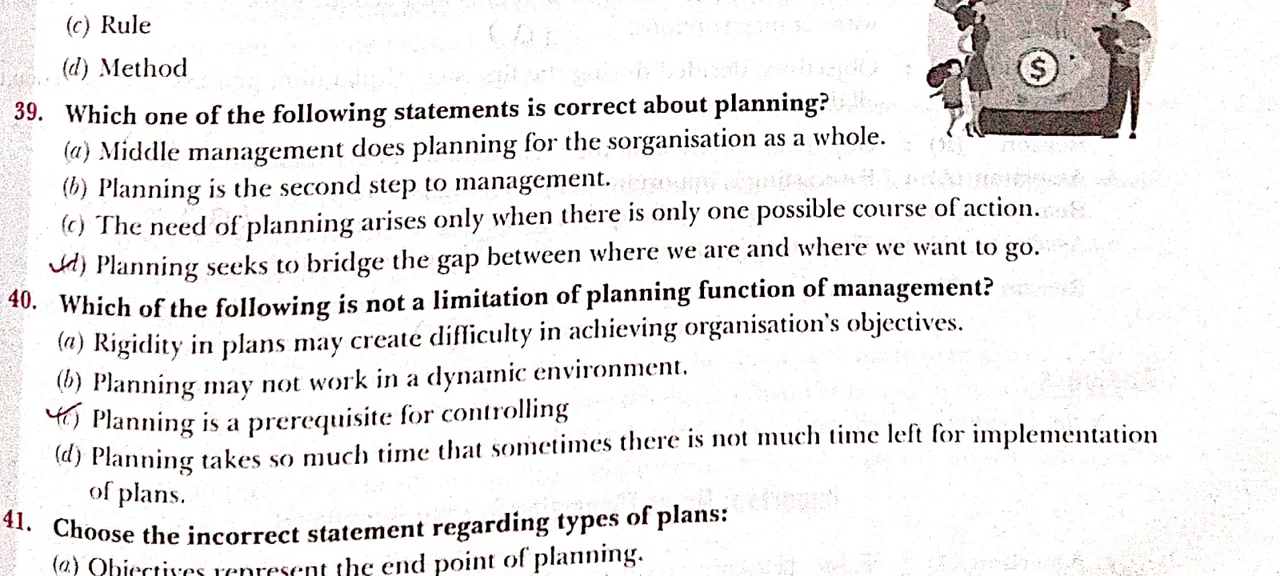 (c) Rule
(d) Method
39. Which one of the following statements is correct about planning?
(a) Middle management does planning for the sorganisation as a whole.
(b) Planning is the second step to management.
(c) The need of planning arises only when there is only one possible course of action.
(d) Planning seeks to bridge the gap between where we are and where we want to go.
40. Which of the following is not a limitation of planning function of management?
(a) Rigidity in plans may create difficulty in achieving organisation's objectives.
(b) Planning may not work in a dynamic environment.
(c) Planning is a prerequisite for controlling
(d) Planning takes so much time that sometimes there is not much time left for implementation
of plans.
41. Choose the incorrect statement regarding types of plans:
(a) Objectives represent the end point of planning.
$